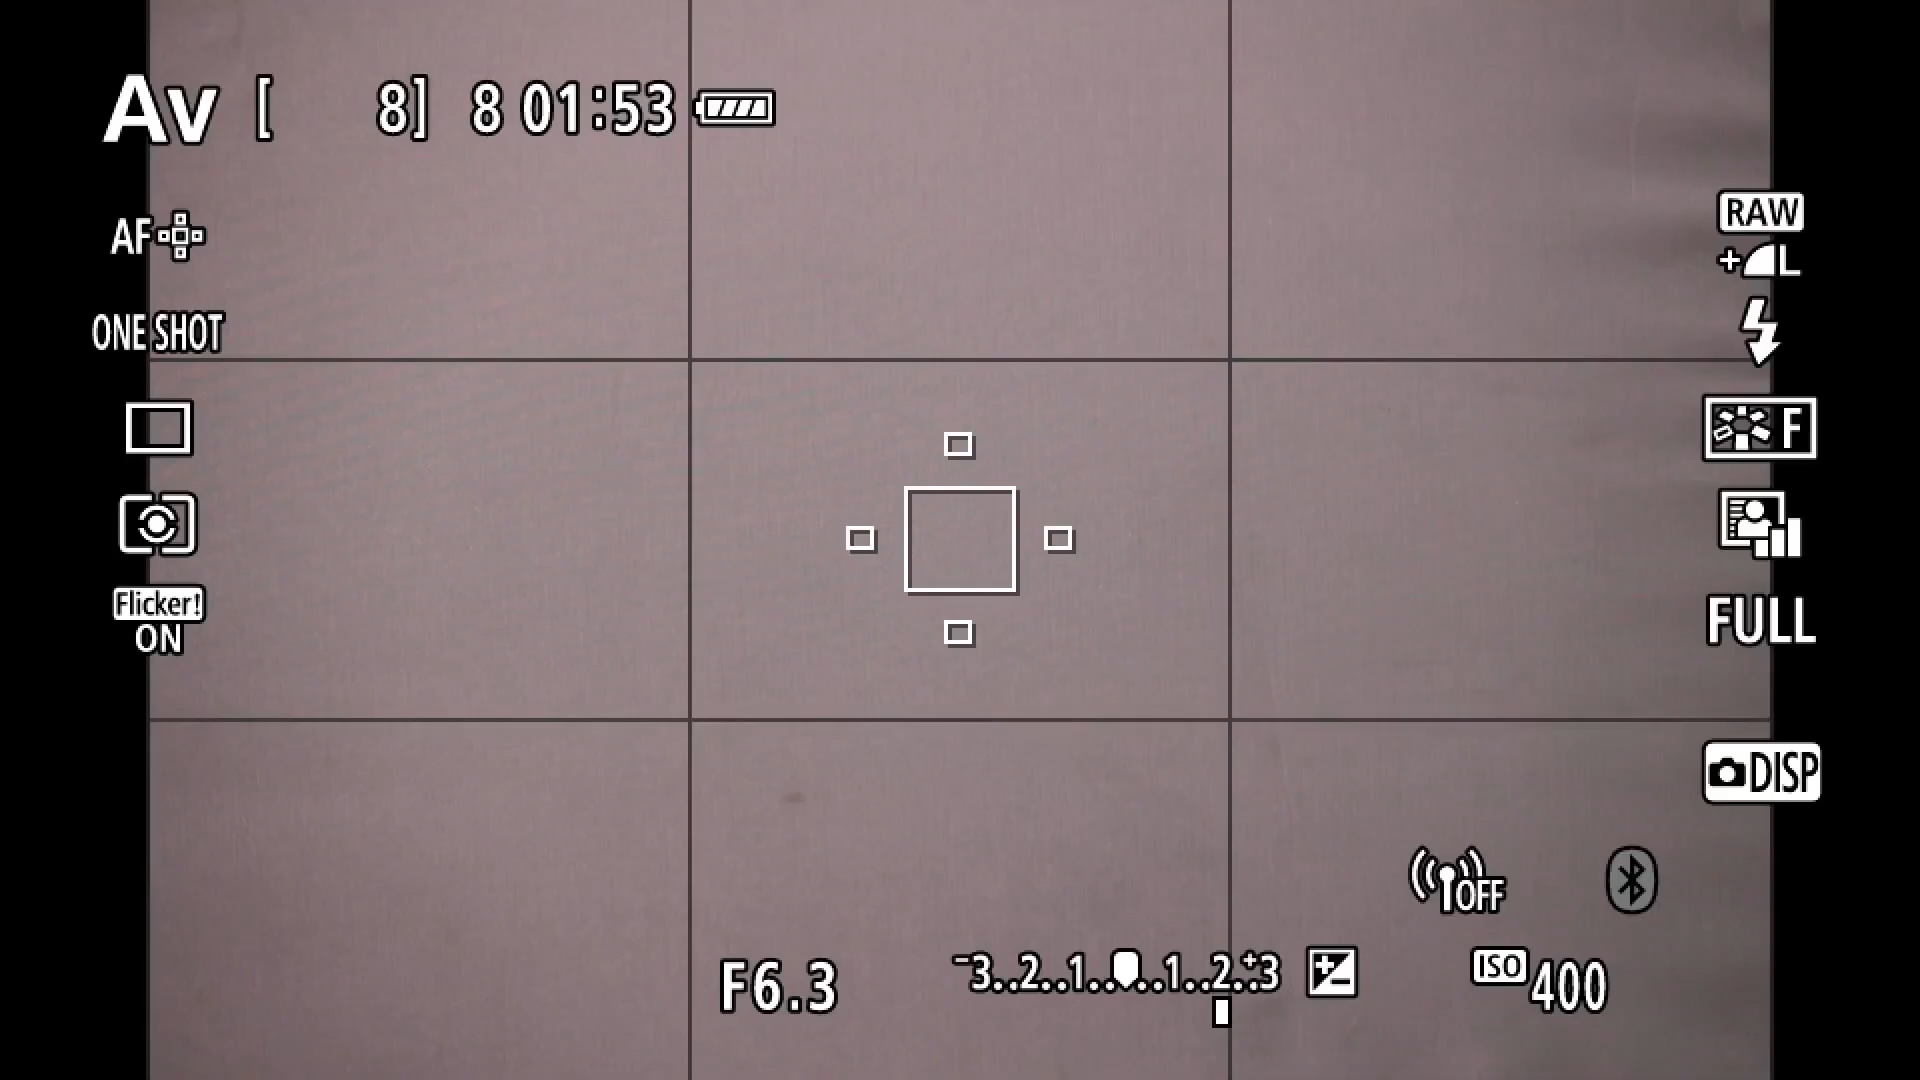 Av [ 8] 8 01:53
AF
ONE SHOT
Flicker!
ON
RAW
+L
F
FULL
DISP
OFF
F6.3
-3..2..1..  ..1..2..+3
ISO 400